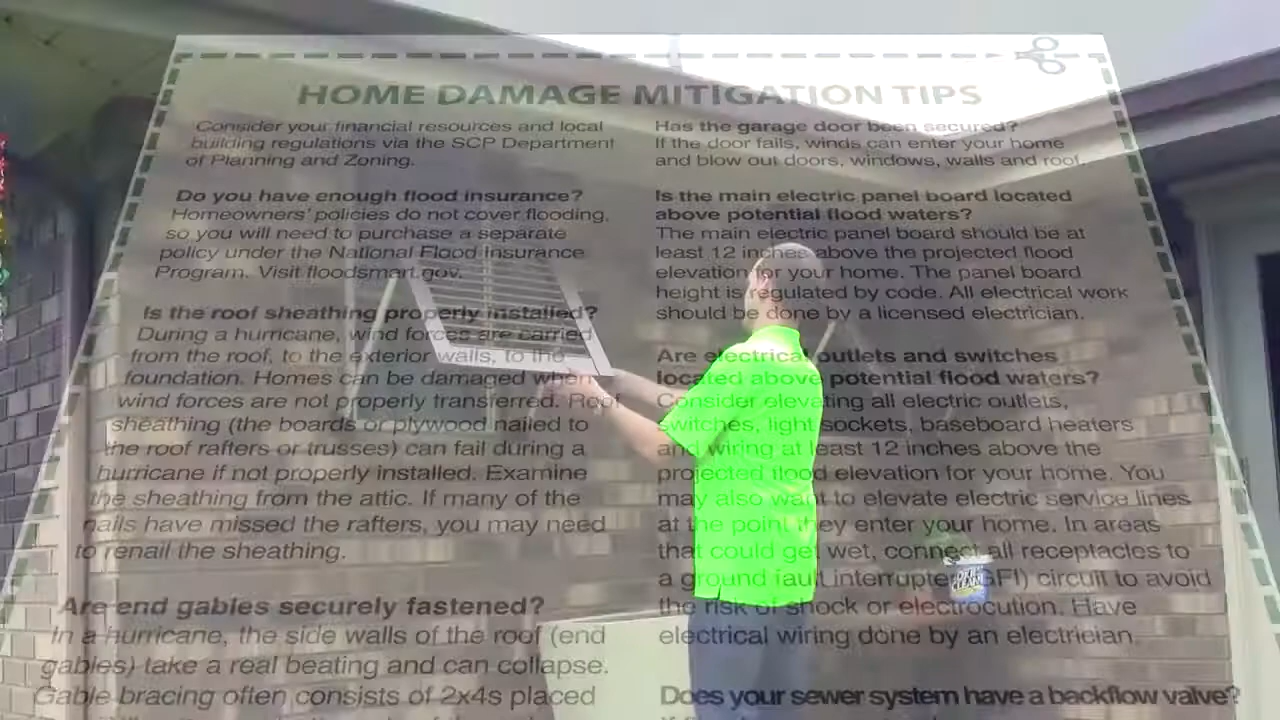 HOME DAMAGE MITIGATION TIPS
Consider your financial resources and local
building regulations via the SCP Department
of Planning and Zoning.
Do you have enough flood insurance?
Homeowners' policies do not cover flooding,
so you will need to purchase a separate
policy under the National Flood Insurance
Program. Visit floodsmart.gov.
Is the roof sheathing properly installed?
During a hurricane, wind forces are carried
from the roof, to the exterior walls, to the
foundation. Homes can be damaged when
wind forces are not properly transferred. Roof
sheathing (the boards or plywood nailed to
the roof rafters or trusses) can fail during a
hurricane if not properly installed. Examine
the sheathing from the attic. If many of the
nails have missed the rafters, you may need
to renail the sheathing.
Are end gables securely fastened?
In a hurricane, the side walls of the roof (end
gables) take a real beating and can collapse.
Gable bracing often consists of 2x4s placed
Has the garage door been secured?
If the door fails, winds can enter your home
and blow out doors, windows, walls and roof.
Is the main electric panel board located
above potential flood waters?
The main electric panel board should be at
least 12 inches above the projected flood
elevation for your home. The panel board
height is regulated by code. All electrical work
should be done by a licensed electrician.
Are electrical outlets and switches
located above potential flood waters?
Consider elevating all electric outlets,
switches, light sockets, baseboard heaters
and wiring at least 12 inches above the
projected flood elevation for your home. You
may also want to elevate electric service lines
at the point they enter your home. In areas
that could get wet, connect all receptacles to
a ground fault interrupter (GFI) circuit to avoid
the risk of shock or electrocution. Have
electrical wiring done by an electrician.
Does your sewer system have a backflow valve?